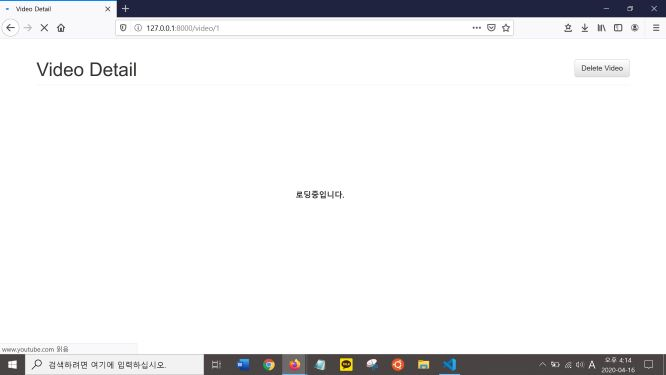 Video Detail
127.0.0.1:8000/video/1
Video Detail
Delete Video
로딩중입니다.
www.youtube.com 읽음
검색하려면 여기에 입력하십시오.
A
오후 4:14
2020-04-16